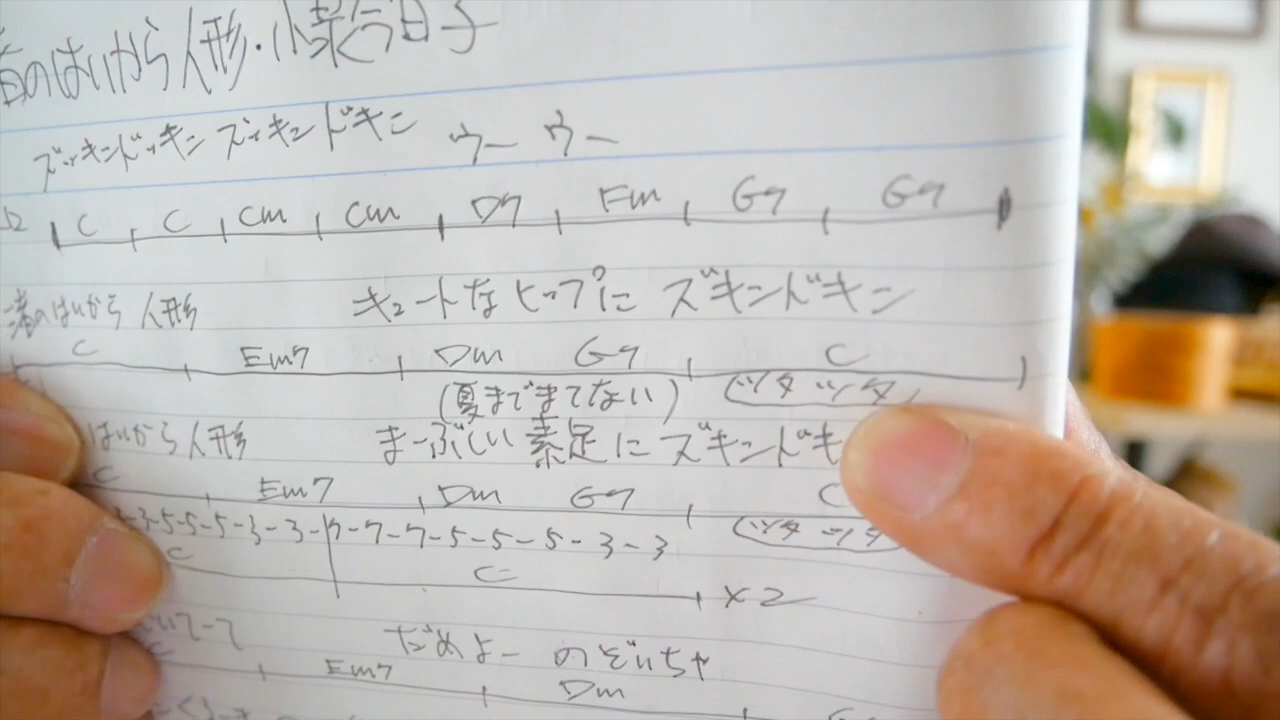 渚のはいから人形・小泉今日子
ズッキンドッキン ズッキュンドキン ウー ウー
C C Cm Cm D7 Fm G7 G7
渚のはいから 人形 キュートなヒップに ズキンドキン
C Em7 Dm G7 C
(夏までまてない) (ツタ ツタ
はいから人形 まーぶしい 素足に ズキンドキ
C Em7 Dm G7 C
3-5-5-5-3-3-7-7-7-5-5-5-3-3 (ツタ ツタ
C C ×2
だめよー のぞいちゃ
Em7 Dm